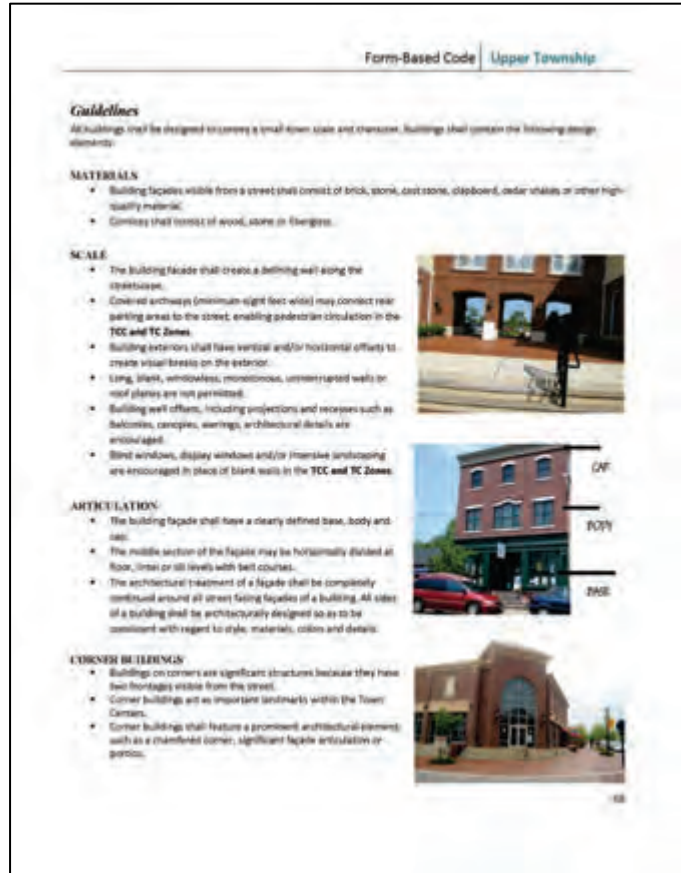 Form-Based Code | Upper Township
Guidelines
All buildings shall be designed to convey a small town scale and character. Buildings shall contain the following design
elements:
MATERIALS
• Building façades visible from a street shall consist of brick, stone, cast stone, clapboard, cedar shakes or other high-
quality material.
• Cornices shall consist of wood, stone or fiberglass.
SCALE
• The building facade shall create a defining wall along the
streetscape.
• Covered archways (minimum eight feet wide) may connect rear
parking areas to the street, enabling pedestrian circulation in the
TCC and TC Zones.
• Building exteriors shall have vertical and/or horizontal offsets to
create visual breaks on the exterior.
• Long, blank, windowless, monotonous, uninterrupted walls or
roof planes are not permitted.
• Building wall offsets, including projections and recesses such as
balconies, canopies, awnings, architectural details are
encouraged.
• Blind windows, display windows and/or intensive landscaping
are encouraged in place of blank walls in the TCC and TC Zones.
ARTICULATION
• The building façade shall have a clearly defined base, body and
cap.
• The middle section of the façade may be horizontally divided at
floor, lintel or sill levels with belt courses.
• The architectural treatment of a façade shall be completely
continued around all street facing façades of a building. All sides
of a building shall be architecturally designed so as to be
consistent with regard to style, materials, colors and details.
CAP
BODY
BASE
CORNER BUILDINGS
• Buildings on corners are significant structures because they have
two frontages visible from the street.
• Corner buildings act as important landmarks within the Town
Centers.
• Corner buildings shall feature a prominent architectural element
such as a chamfered corner, significant façade articulation or
portico.